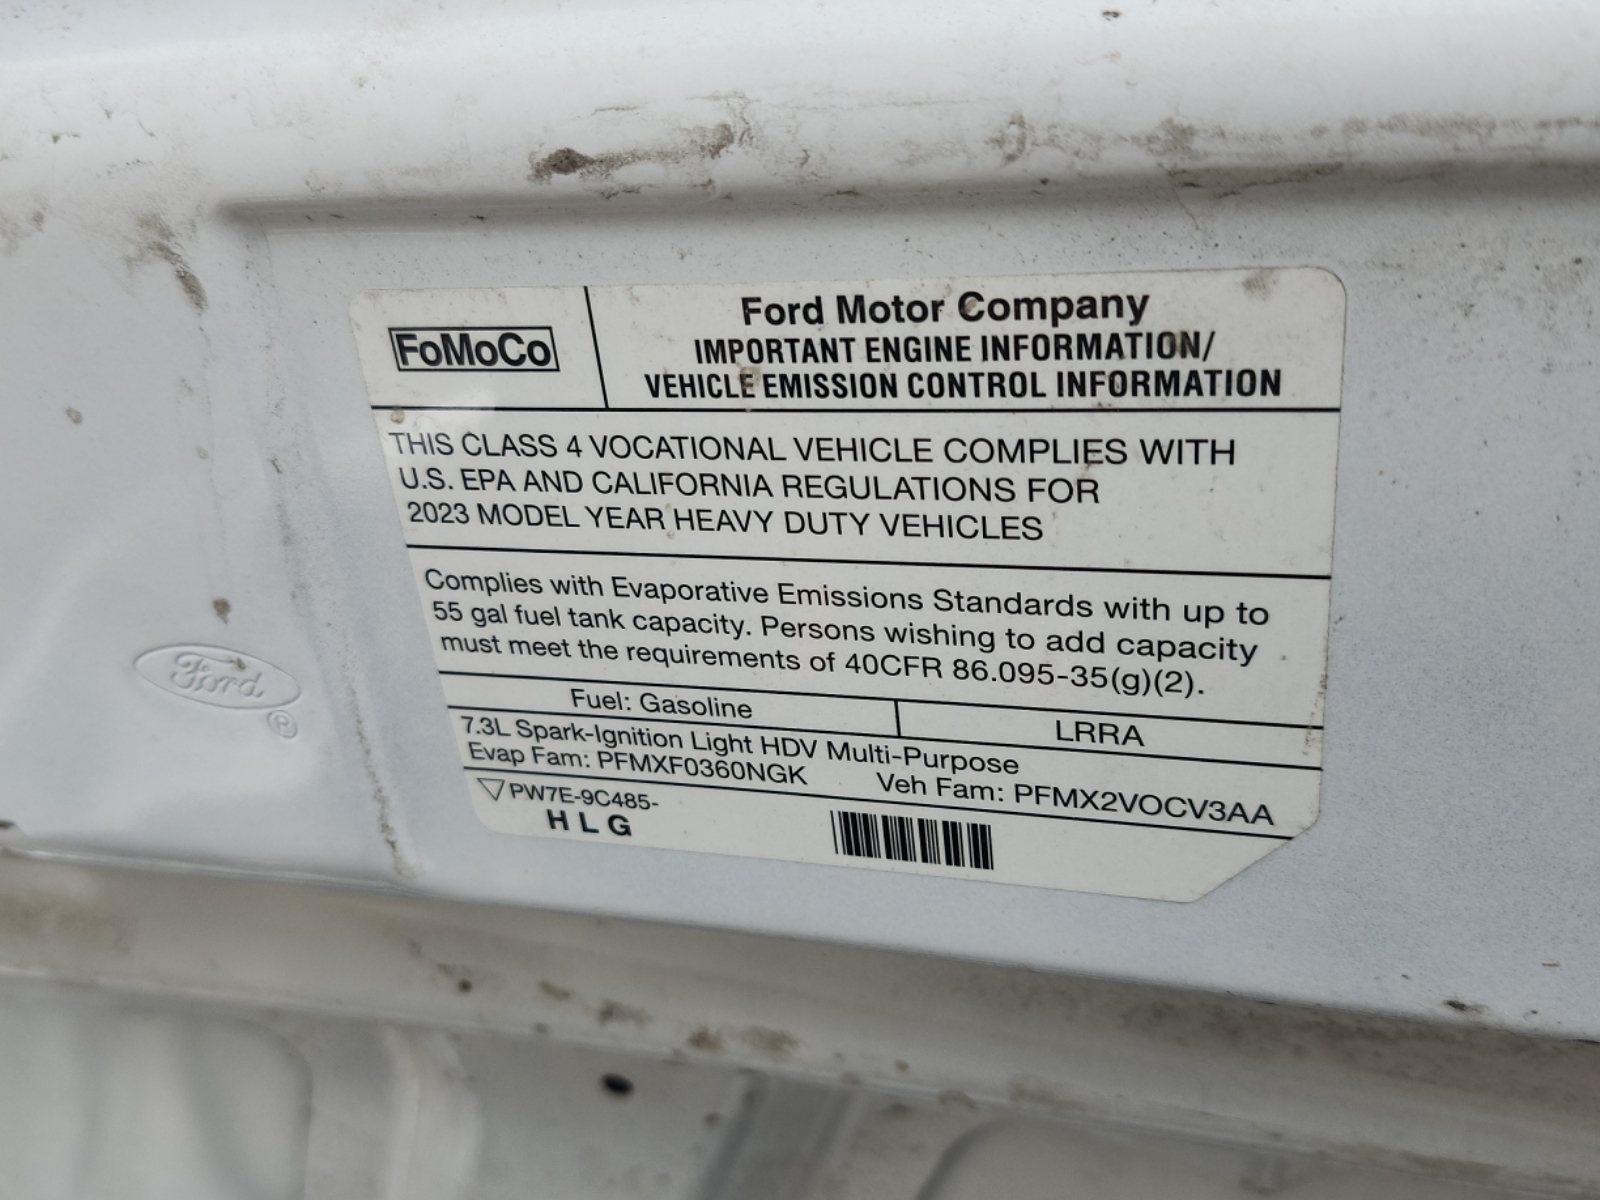 FoMoCo
Ford Motor Company
IMPORTANT ENGINE INFORMATION/
VEHICLE EMISSION CONTROL INFORMATION
THIS CLASS 4 VOCATIONAL VEHICLE COMPLIES WITH
U.S. EPA AND CALIFORNIA REGULATIONS FOR
2023 MODEL YEAR HEAVY DUTY VEHICLES
Complies with Evaporative Emissions Standards with up to
55 gal fuel tank capacity. Persons wishing to add capacity
must meet the requirements of 40CFR 86.095-35(g)(2).
Fuel: Gasoline LRRA
7.3L Spark-Ignition Light HDV Multi-Purpose
Evap Fam: PFMXF0360NGK Veh Fam: PFMX2VOCV3AA
PW7E-9C485-
H L G
Ford
®